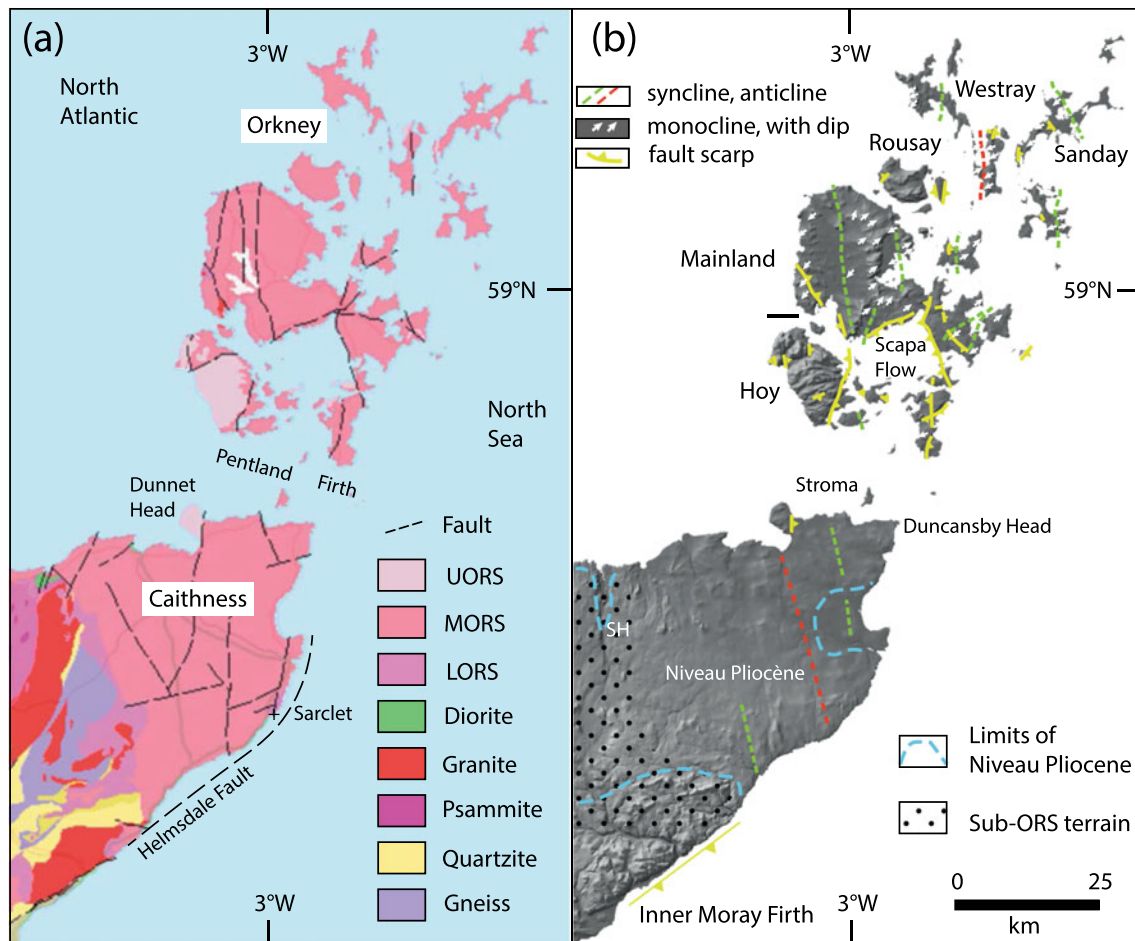 (a)
3°W
North
Atlantic
Orkney
North
Sea
Pentland
Firth
Dunnet
Head
Caithness
Sarclet
Helmsdale Fault
Fault
UORS
MORS
LORS
Diorite
Granite
Psammite
Quartzite
Gneiss
3°W
(b)
3°W
syncline, anticline
monocline, with dip
fault scarp
Westray
Rousay
Sanday
Mainland
59°N
Scapa
Flow
Hoy
Stroma
Duncansby Head
SH
Niveau Pliocène
Limits of
Niveau Pliocene
Sub-ORS terrain
3°W
0
25
km
Inner Moray Firth